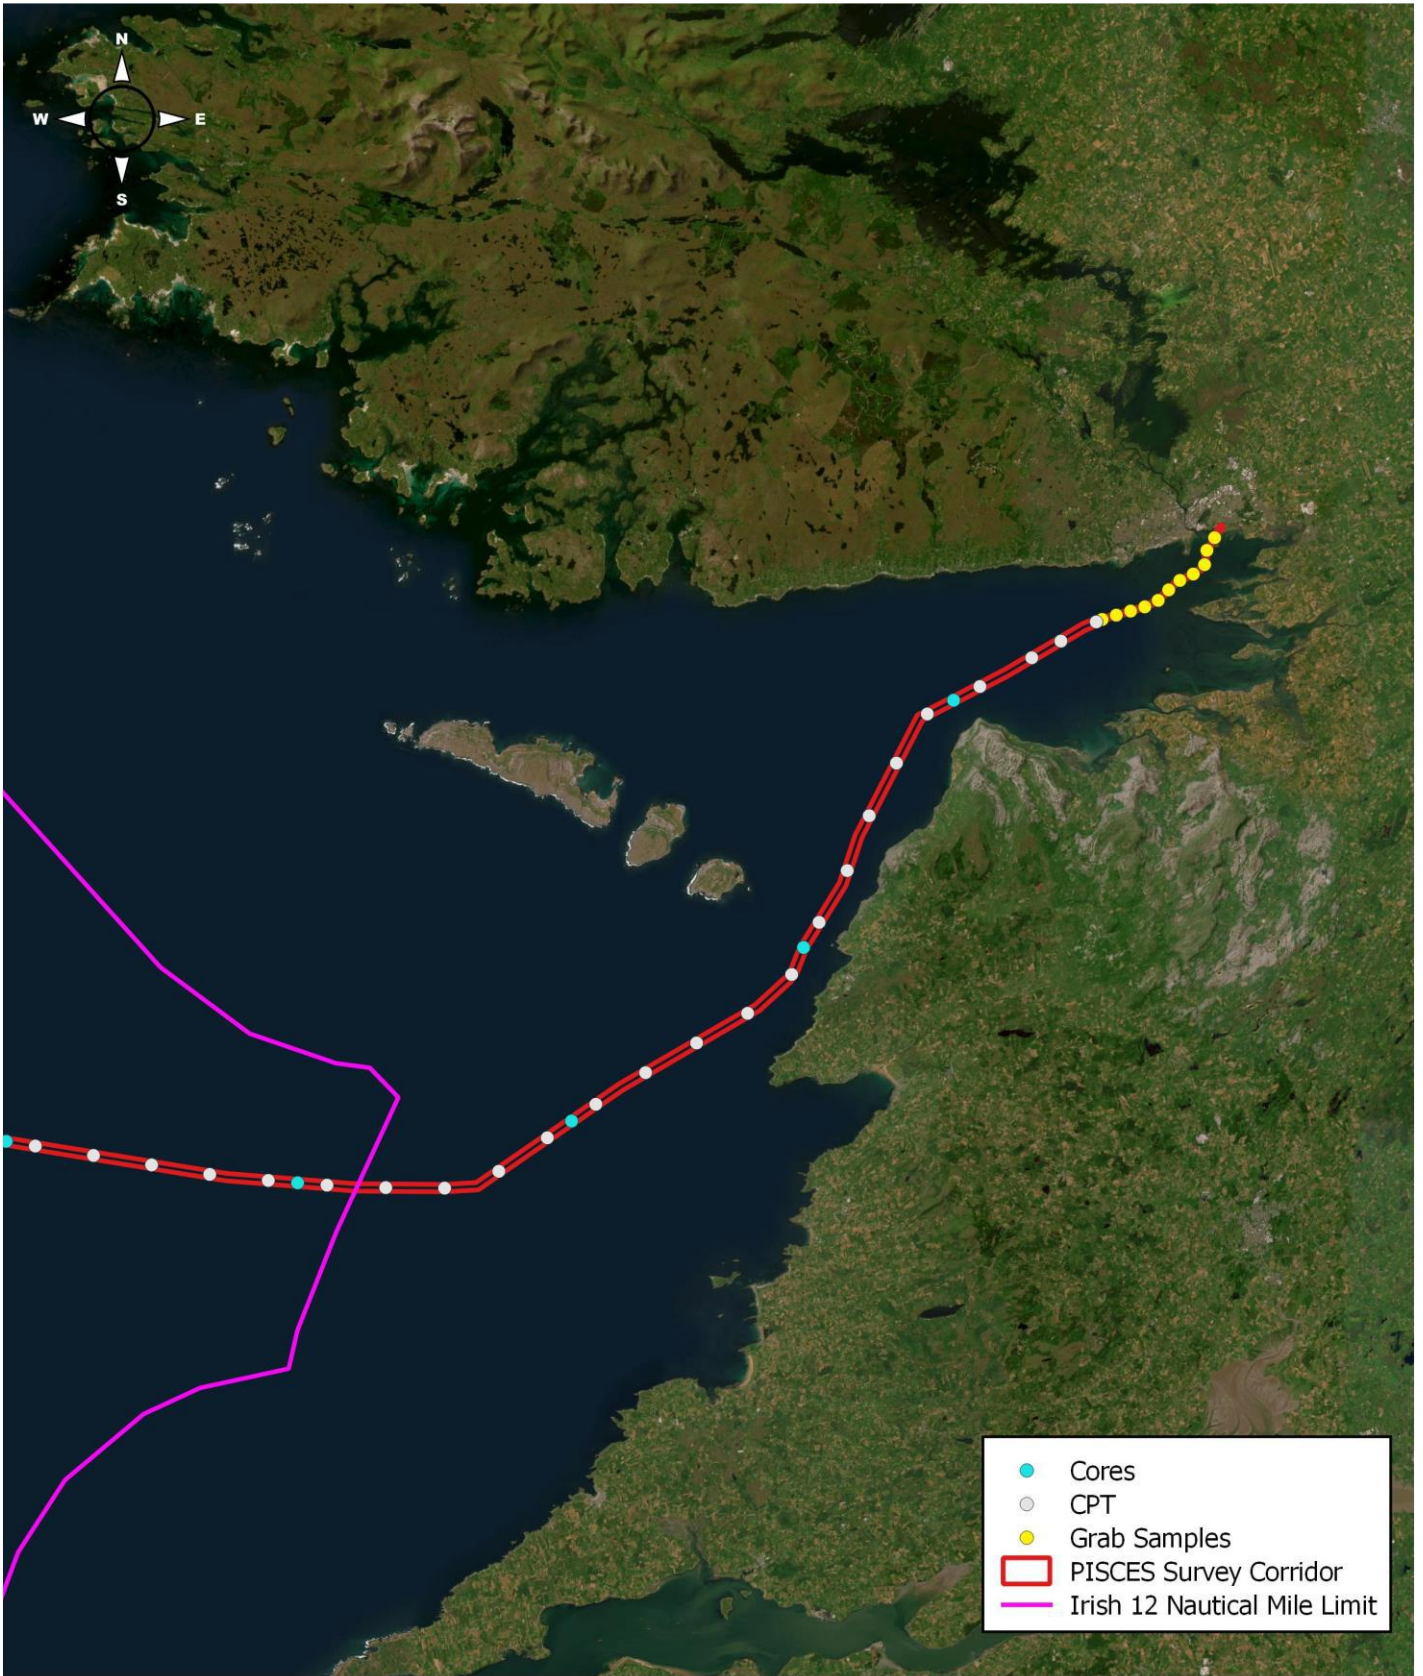 N
W E
S
Cores
CPT
Grab Samples
PISCES Survey Corridor
Irish 12 Nautical Mile Limit